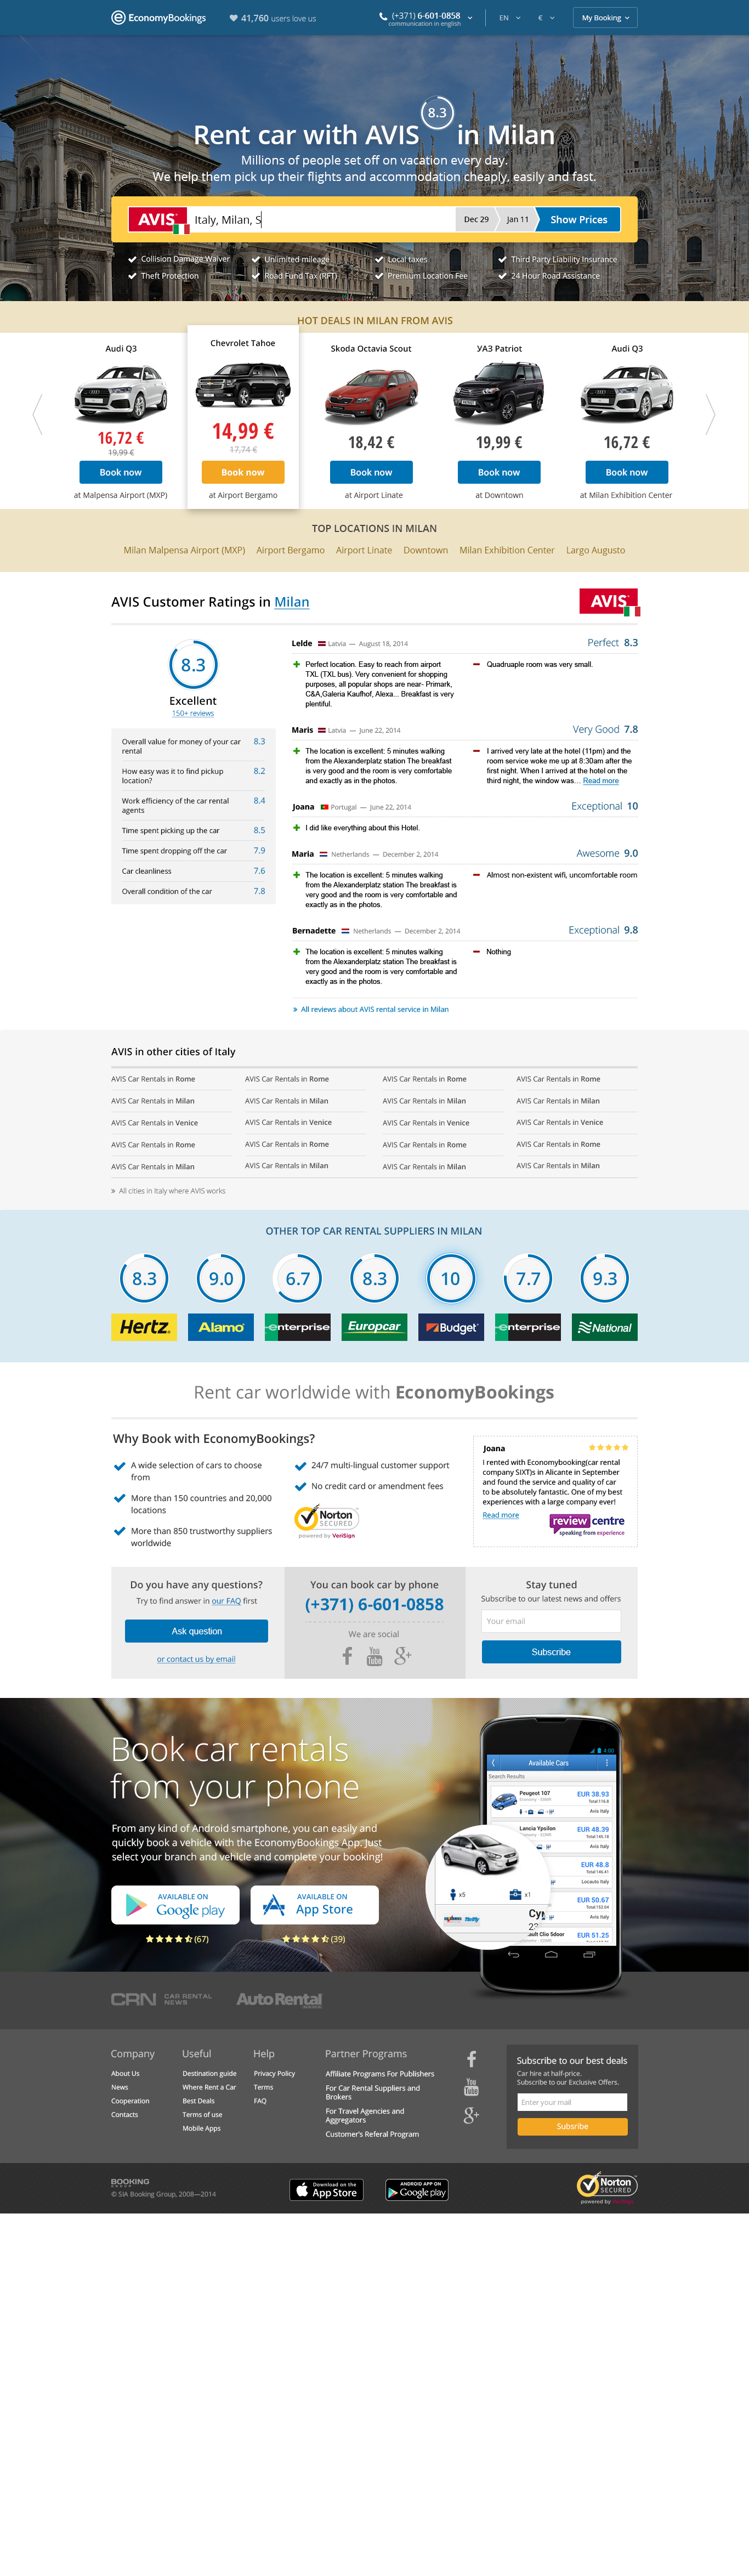 EconomyBookings
41,760 users love us
(+371) 6-601-0858
communication in english
EN
€
My Booking
Rent car with AVIS 8.3 in Milan
Millions of people set off on vacation every day.
We help them pick up their flights and accommodation cheaply, easily and fast.
AVIS
Italy, Milan, S
Dec 29
Jan 11
Show Prices
Collision Damage Waiver
Unlimited mileage
Local taxes
Third Party Liability Insurance
Theft Protection
Road Fund Tax (RFT)
Premium Location Fee
24 Hour Road Assistance
HOT DEALS IN MILAN FROM AVIS
Audi Q3
16,72 €
19,99 €
Book now
at Malpensa Airport (MXP)
Chevrolet Tahoe
14,99 €
17,74 €
Book now
at Airport Bergamo
Skoda Octavia Scout
18,42 €
Book now
at Airport Linate
УАЗ Patriot
19,99 €
Book now
at Downtown
Audi Q3
16,72 €
Book now
at Milan Exhibition Center
TOP LOCATIONS IN MILAN
Milan Malpensa Airport (MXP)
Airport Bergamo
Airport Linate
Downtown
Milan Exhibition Center
Largo Augusto
AVIS Customer Ratings in Milan
AVIS
8.3
Excellent
150+ reviews
Overall value for money of your car
rental
8.3
How easy was it to find pickup
location?
8.2
Work efficiency of the car rental
agents
8.4
Time spent picking up the car 8.5
Time spent dropping off the car 7.9
Car cleanliness 7.6
Overall condition of the car 7.8
Lelde Latvia — August 18, 2014
Perfect 8.3
Perfect location. Easy to reach from airport
TXL (TXL bus). Very convenient for shopping
purposes, all popular shops are near- Primark,
C&A,Galeria Kaufhof, Alexa... Breakfast is very
plentiful.
Quadruaple room was very small.
Maris Latvia — June 22, 2014
Very Good 7.8
The location is excellent: 5 minutes walking
from the Alexanderplatz station The breakfast
is very good and the room is very comfortable
and exactly as in the photos.
I arrived very late at the hotel (11pm) and the
room service woke me up at 8:30am after the
first night. When I arrived at the hotel on the
third night, the window was… Read more
Joana Portugal — June 22, 2014
Exceptional 10
I did like everything about this Hotel.
Maria Netherlands — December 2, 2014
Awesome 9.0
The location is excellent: 5 minutes walking
from the Alexanderplatz station The breakfast is
very good and the room is very comfortable and
exactly as in the photos.
Almost non-existent wifi, uncomfortable room
Bernadette Netherlands — December 2, 2014
Exceptional 9.8
The location is excellent: 5 minutes walking
from the Alexanderplatz station The breakfast is
very good and the room is very comfortable and
exactly as in the photos.
Nothing
» All reviews about AVIS rental service in Milan
AVIS in other cities of Italy
AVIS Car Rentals in Rome
AVIS Car Rentals in Rome
AVIS Car Rentals in Rome
AVIS Car Rentals in Rome
AVIS Car Rentals in Milan
AVIS Car Rentals in Milan
AVIS Car Rentals in Milan
AVIS Car Rentals in Milan
AVIS Car Rentals in Venice
AVIS Car Rentals in Venice
AVIS Car Rentals in Venice
AVIS Car Rentals in Venice
AVIS Car Rentals in Rome
AVIS Car Rentals in Rome
AVIS Car Rentals in Rome
AVIS Car Rentals in Rome
AVIS Car Rentals in Milan
AVIS Car Rentals in Milan
AVIS Car Rentals in Milan
AVIS Car Rentals in Milan
» All cities in Italy where AVIS works
OTHER TOP CAR RENTAL SUPPLIERS IN MILAN
8.3
9.0
6.7
8.3
10
7.7
9.3
Hertz
Alamo
enterprise
Europcar
Budget
enterprise
National
Rent car worldwide with EconomyBookings
Why Book with EconomyBookings?
A wide selection of cars to choose
from
More than 150 countries and 20,000
locations
More than 850 trustworthy suppliers
worldwide
24/7 multi-lingual customer support
No credit card or amendment fees
Norton
SECURED
powered by VeriSign
Joana
I rented with Economybooking(car rental
company SIXT)s in Alicante in September
and found the service and quality of car
to be absolutely fantastic. One of my best
experiences with a large company ever!
Read more
review centre
speaking from experience
Do you have any questions?
Try to find answer in our FAQ first
Ask question
or contact us by email
You can book car by phone
(+371) 6-601-0858
We are social
You Tube
Stay tuned
Subscribe to our latest news and offers
Your email
Subscribe
Book car rentals
from your phone
From any kind of Android smartphone, you can easily and
quickly book a vehicle with the EconomyBookings App. Just
select your branch and vehicle and complete your booking!
AVAILABLE ON
Google play
AVAILABLE ON
App Store
(67)
(39)
4:00
Available Cars
Search Results
Peugeot 107
EUR 38.93
Avis Italy
Lancia Ypsilon
EUR 48.39
Avis Italy
EUR 48.8
Locauto Italy
EUR 50.67
Avis Italy
EUR 51.25
x5
x1
CRN CAR RENTAL
NEWS
Auto Rental
Company
About Us
News
Cooperation
Contacts
Useful
Destination guide
Where Rent a Car
Best Deals
Terms of use
Mobile Apps
Help
Privacy Policy
Terms
FAQ
Partner Programs
Affiliate Programs For Publishers
For Car Rental Suppliers and
Brokers
For Travel Agencies and
Aggregators
Customer's Referal Program
You Tube
Subscribe to our best deals
Car hire at half-price.
Subscribe to our Exclusive Offers.
Enter your mail
Subsribe
BOOKING
GROUP
© SIA Booking Group, 2008—2014
Download on the
App Store
ANDROID APP ON
Google play
Norton
SECURED
powered by VeriSign